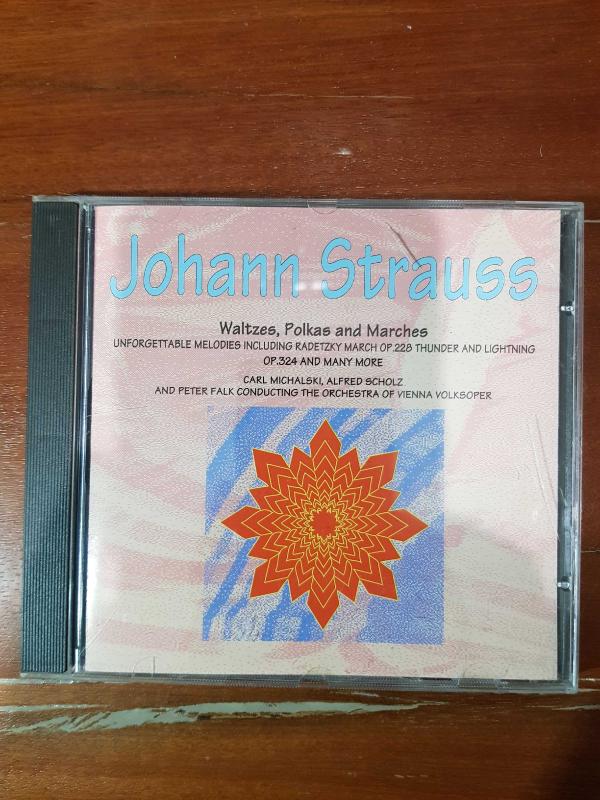 Johann Strauss
Waltzes, Polkas and Marches
UNFORGETTABLE MELODIES INCLUDING RADETZKY MARCH OP.228 THUNDER AND LIGHTNING
OP.324 AND MANY MORE
CARL MICHALSKI, ALFRED SCHOLZ
AND PETER FALK CONDUCTING THE ORCHESTRA OF VIENNA VOLKSOPER